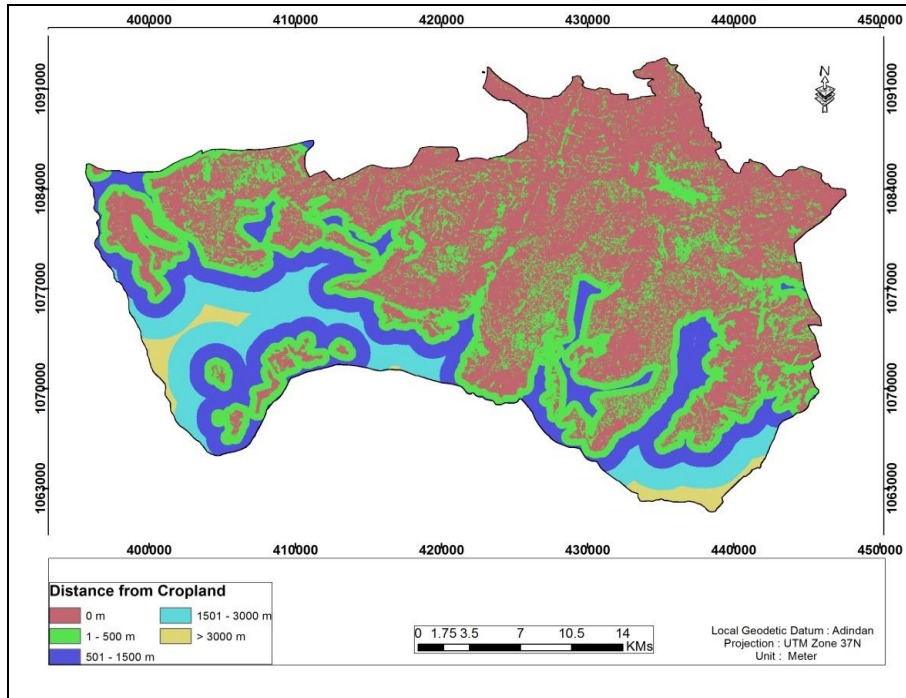 400000 410000 420000 430000 440000 450000
N
1091000 1091000
1084000 1084000
1077000 1077000
1070000 1070000
1063000 1063000
400000 410000 420000 430000 440000 450000
Distance from Cropland
0 m 1501 - 3000 m
1 - 500 m > 3000 m
501 - 1500 m
0 1.75 3.5 7 10.5 14
KMs
Local Geodetic Datum : Adindan
Projection : UTM Zone 37N
Unit : Meter